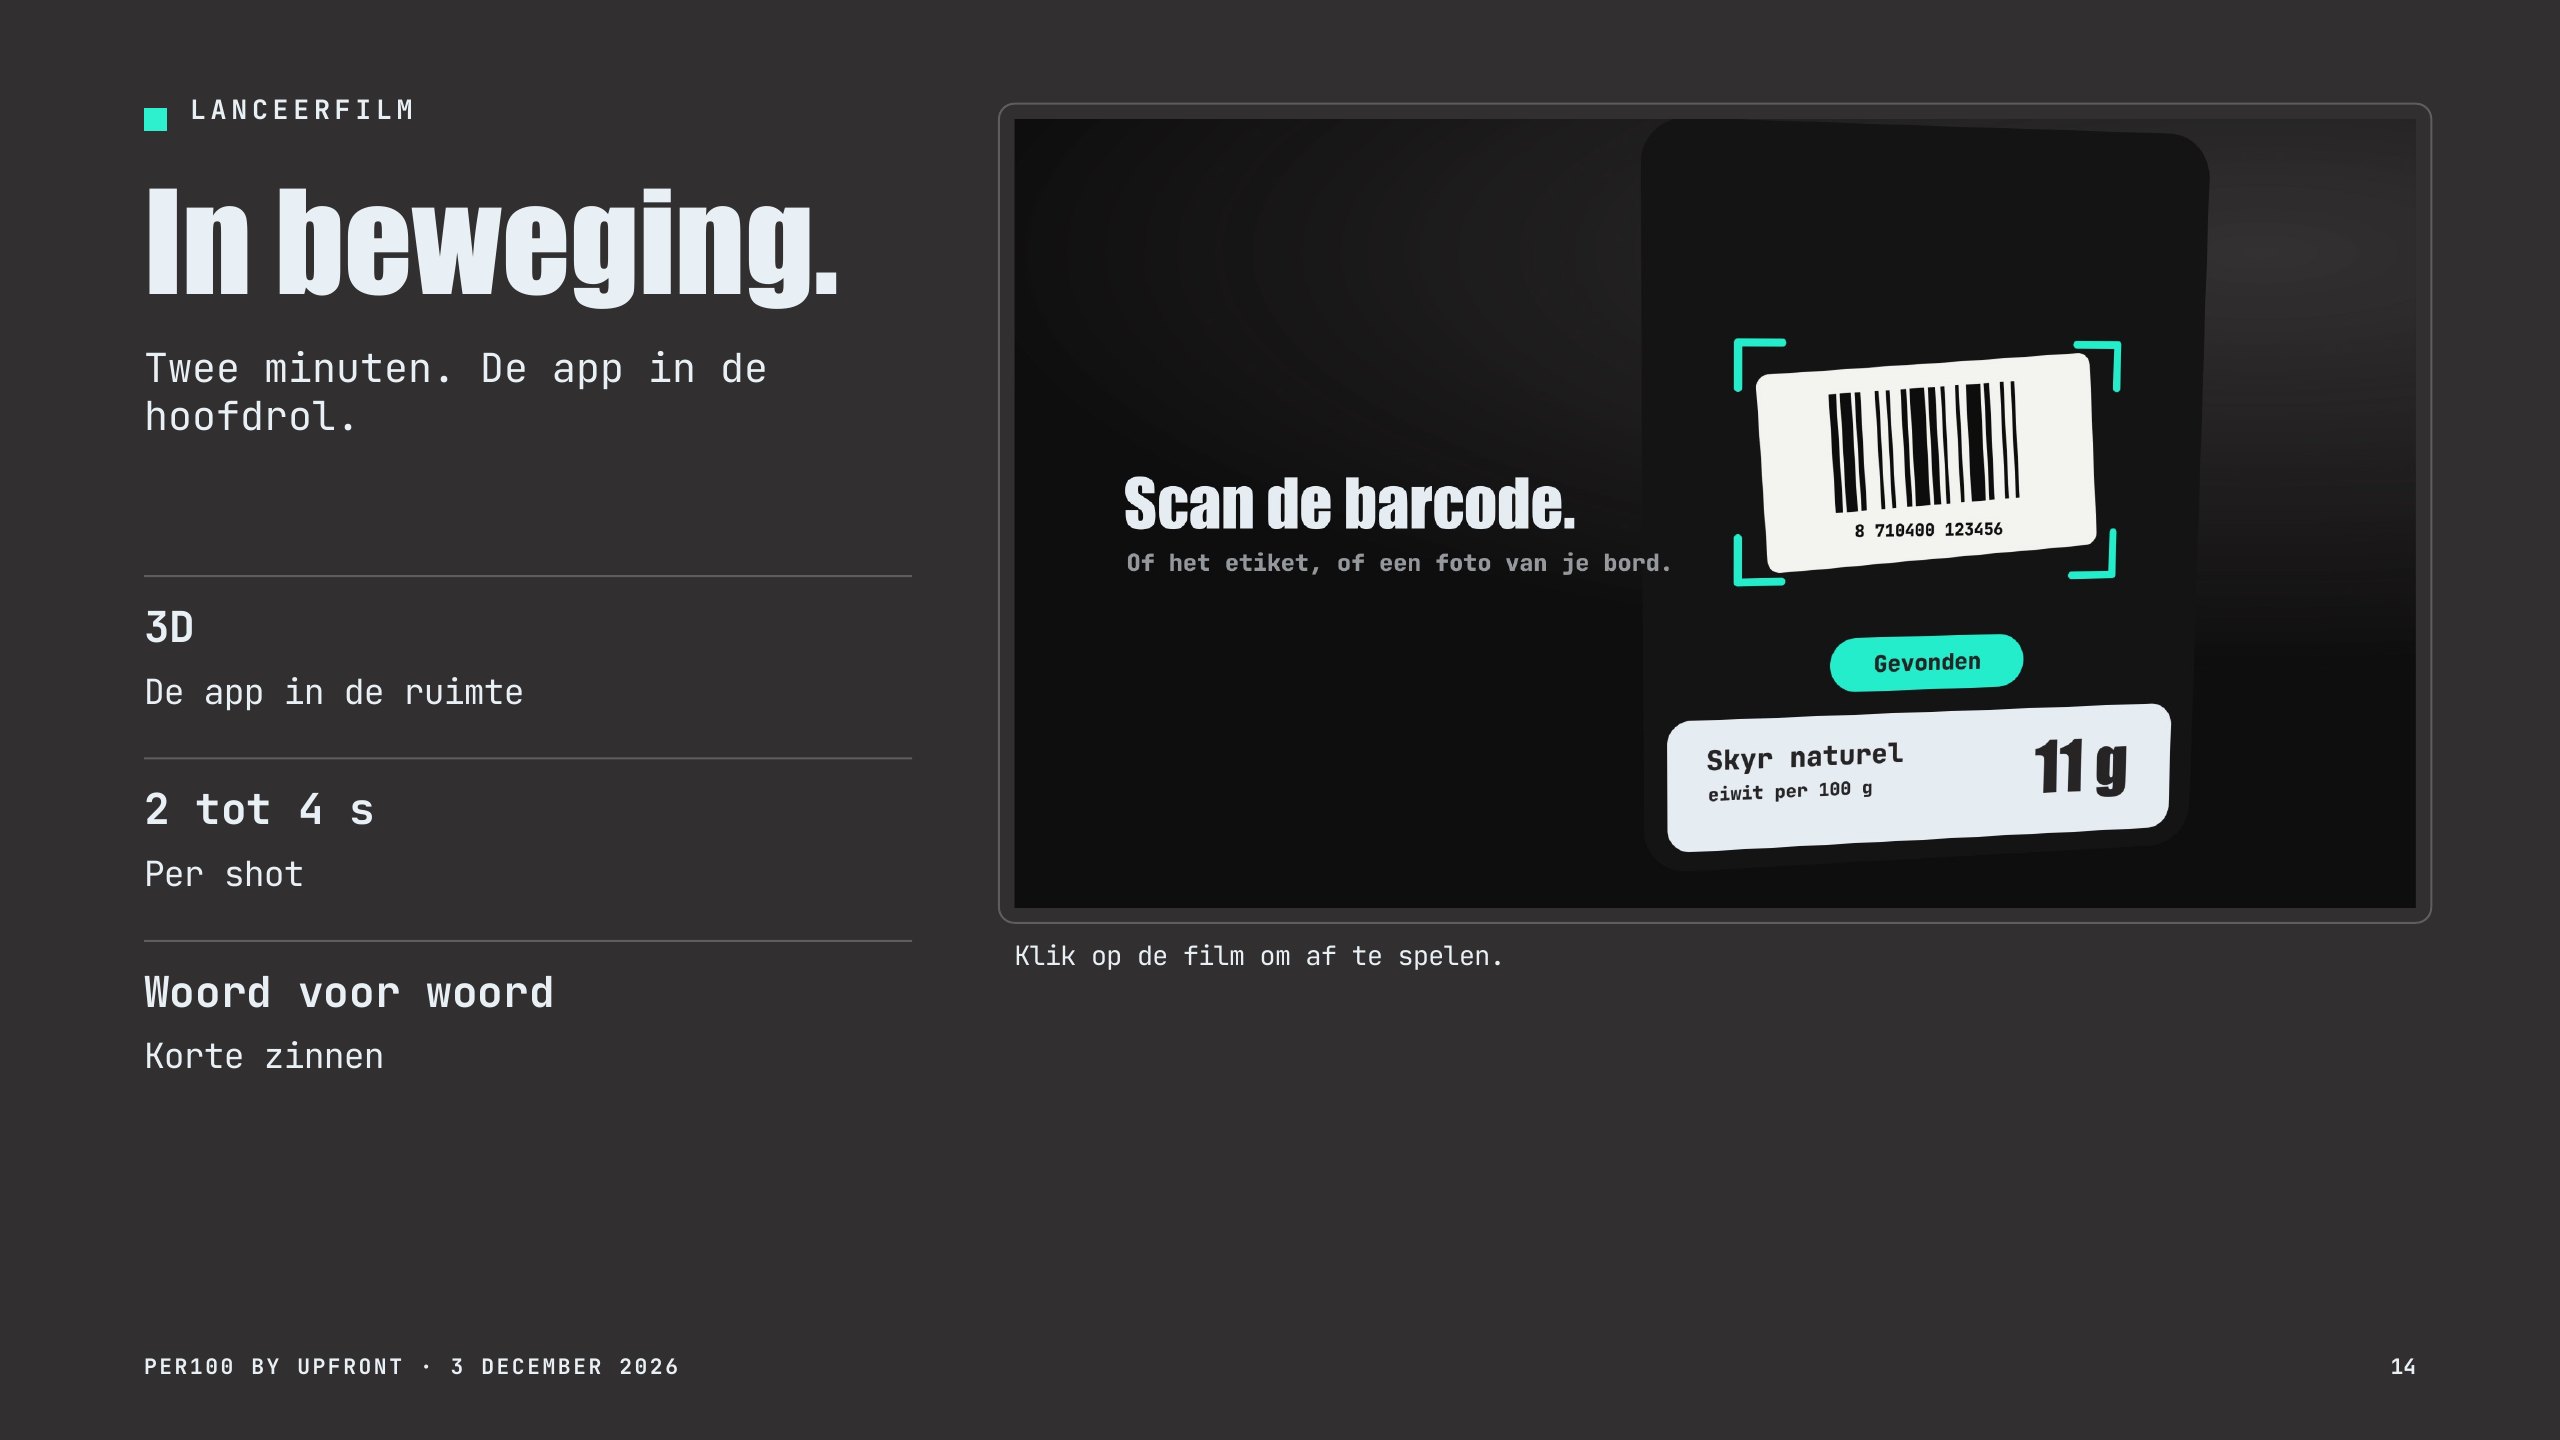 LANCEERFILM
In beweging.
Twee minuten. De app in de
hoofdrol.
3D
De app in de ruimte
2 tot 4 s
Per shot
Woord voor woord
Korte zinnen
Scan de barcode.
Of het etiket, of een foto van je bord.
8 710400 123456
Gevonden
Skyr naturel
eiwit per 100 g
11 g
Klik op de film om af te spelen.
PER100 BY UPFRONT · 3 DECEMBER 2026
14